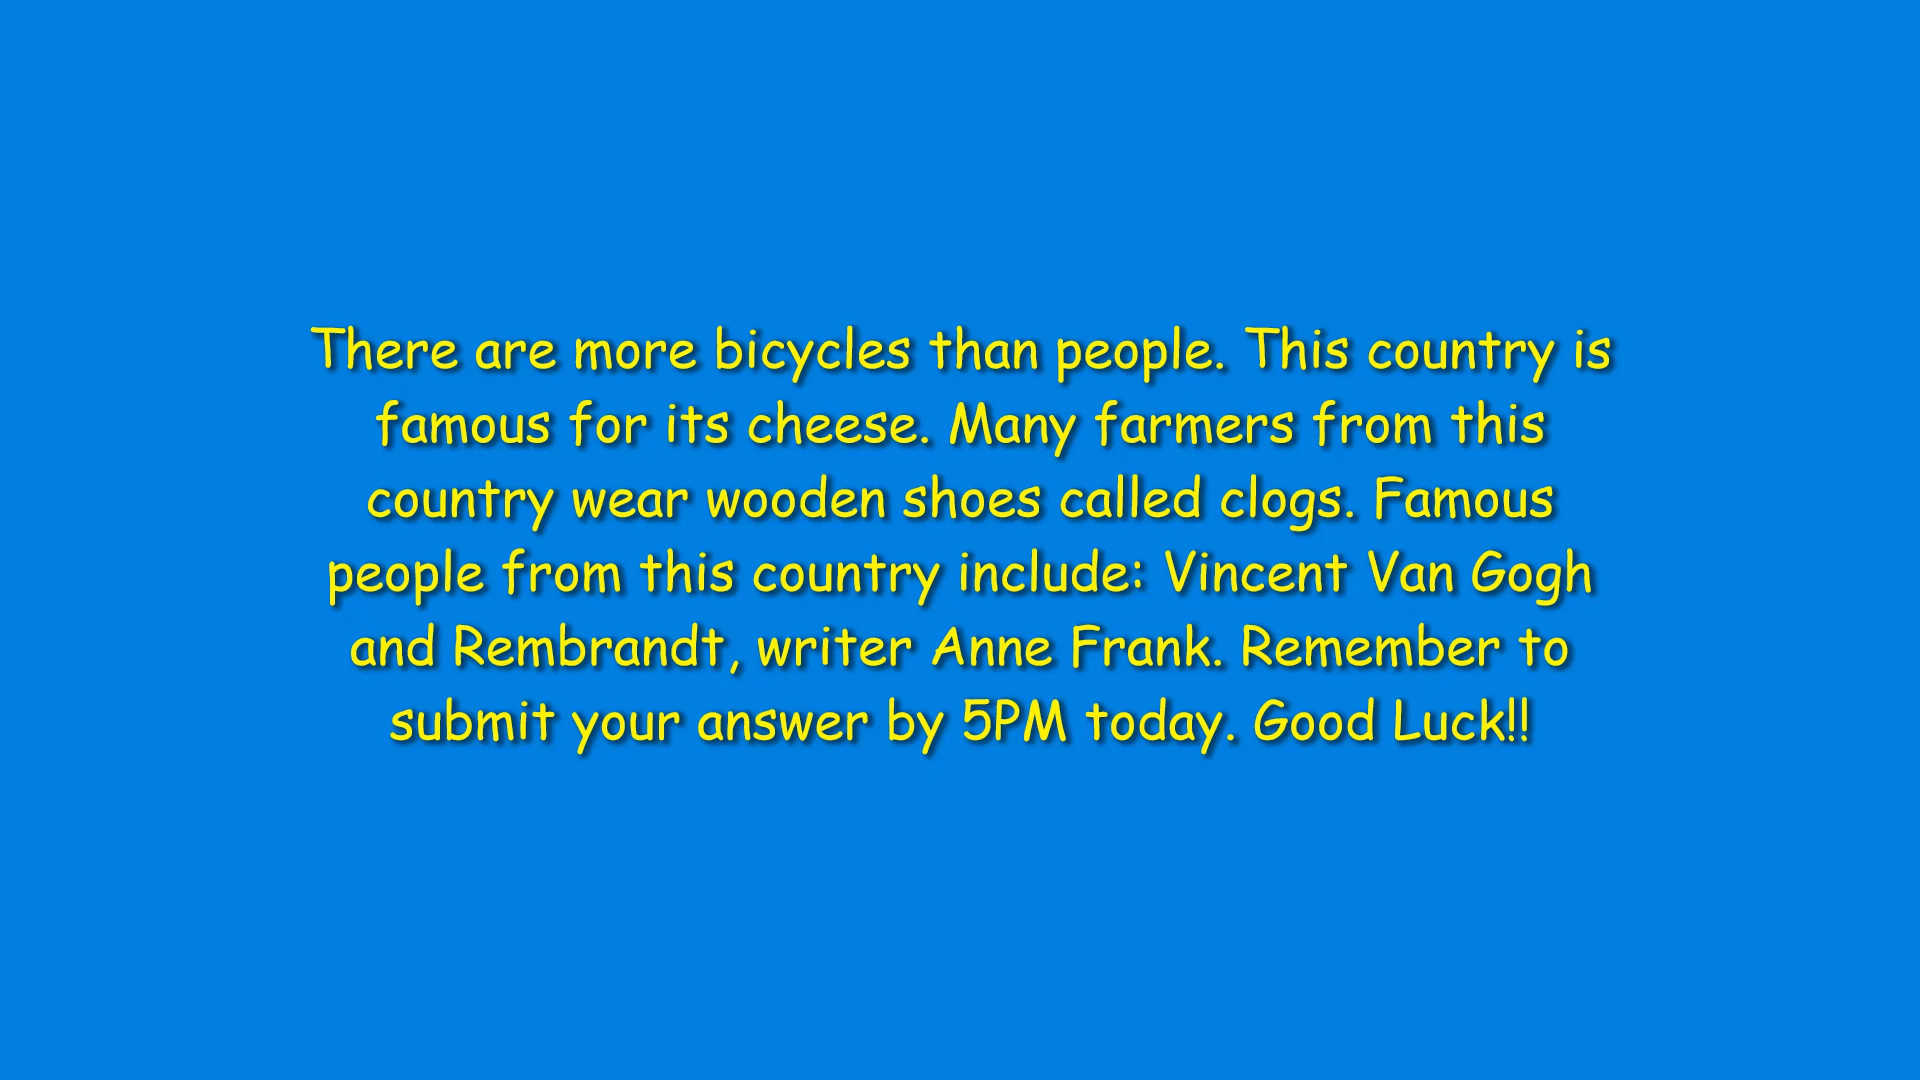 There are more bicycles than people. This country is
famous for its cheese. Many farmers from this
country wear wooden shoes called clogs. Famous
people from this country include: Vincent Van Gogh
and Rembrandt, writer Anne Frank. Remember to
submit your answer by 5PM today. Good Luck!!